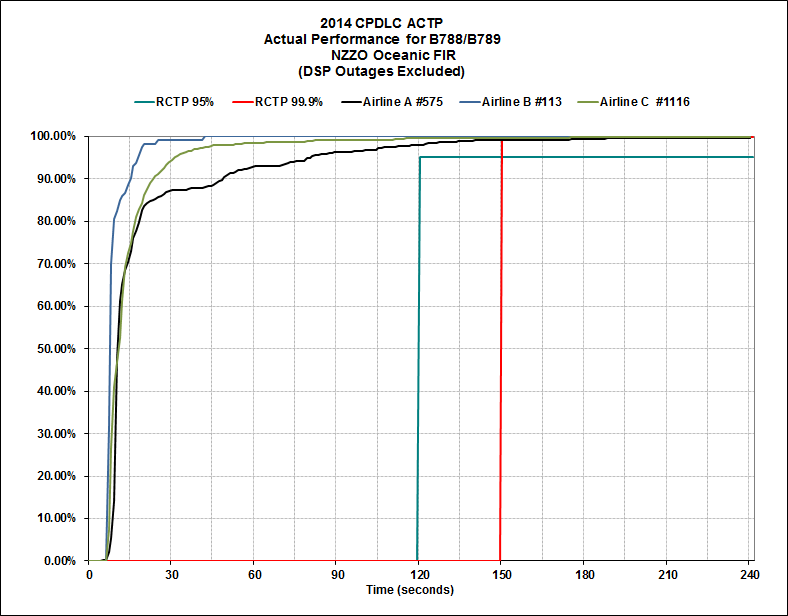 2014 CPDLC ACTP
Actual Performance for B788/B789
NZZO Oceanic FIR
(DSP Outages Excluded)
RCTP 95% RCTP 99.9% Airline A #575 Airline B #113 Airline C #1116
100.00%
90.00%
80.00%
70.00%
60.00%
50.00%
40.00%
30.00%
20.00%
10.00%
0.00%
0 30 60 90 120 150 180 210 240
Time (seconds)